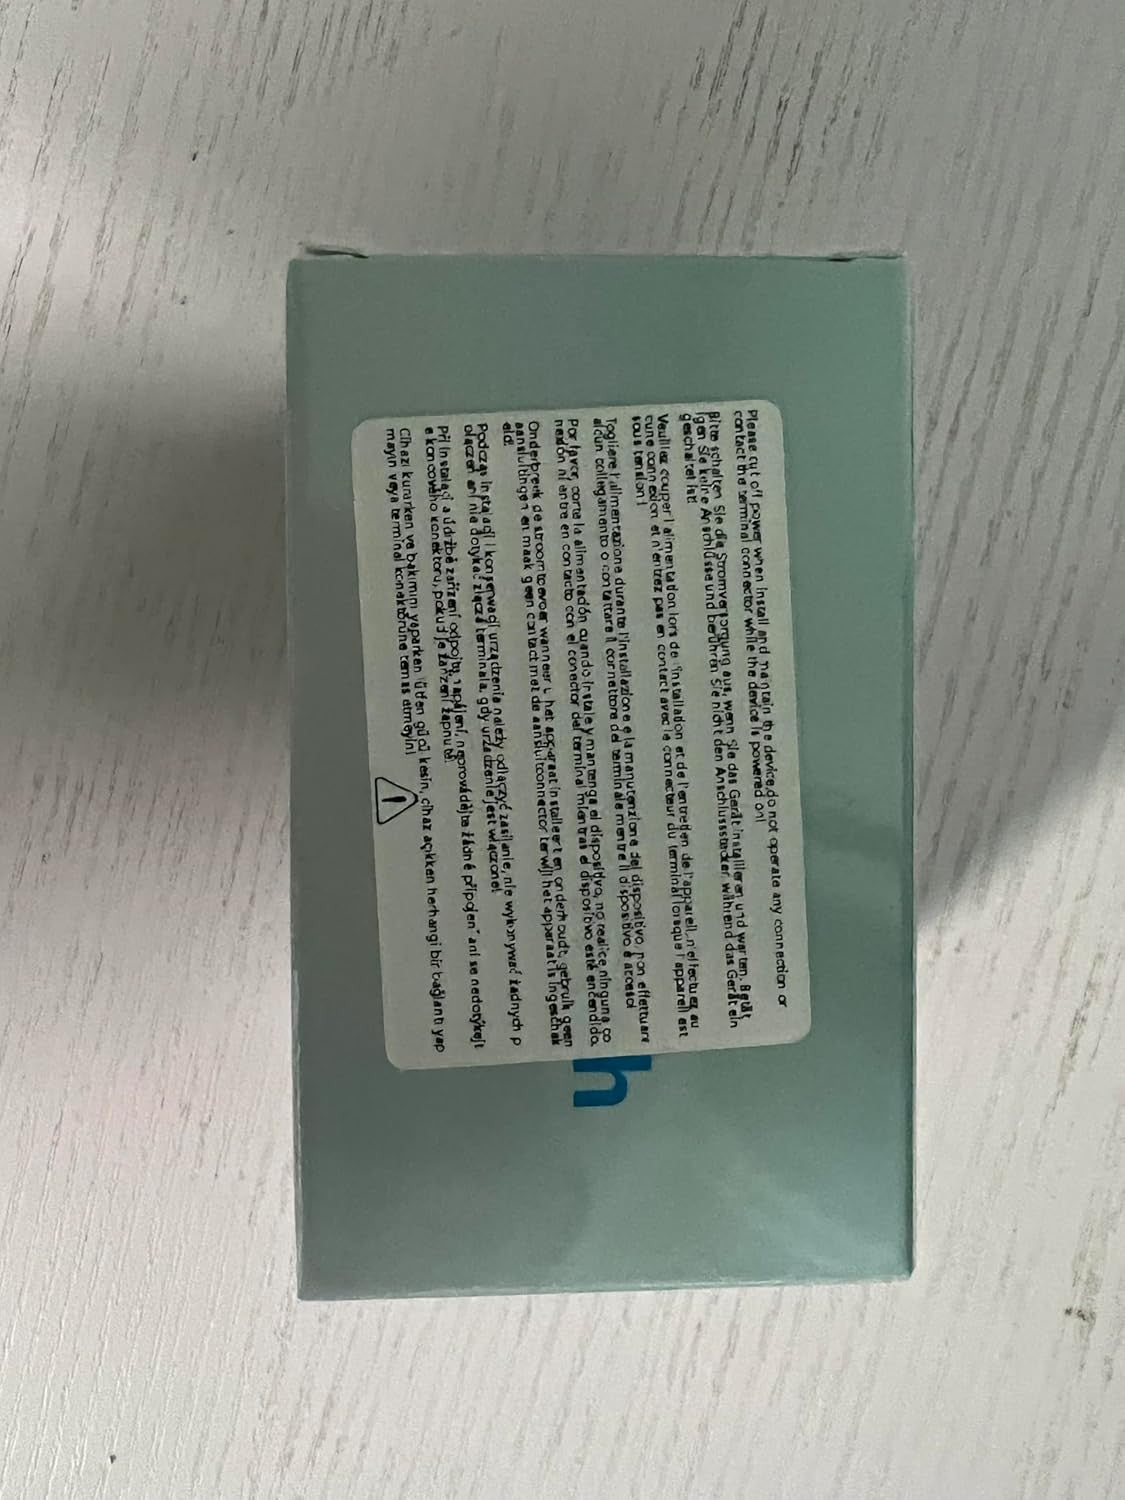 Please cut off power when install and maintain the device,do not operate any connection or
contact the terminal connector while the device is powered on!
Bitte schalten Sie die Stromversorgung aus, wenn Sie das Gerät installieren und warten. Betät
igen Sie keine Anschlüsse und berühren Sie nicht den Anschlussstecker, während das Gerät ein
geschaltet ist!
Veuillez couper l'alimentation lors de l'installation et de l'entretien de l'appareil, n'effectuez au
cune connexion et n'entrez pas en contact avec le connecteur du terminal lorsque l'appareil est
sous tension !
Togliere l'alimentazione durante l'installazione e la manutenzione del dispositivo, non effettuare
alcun collegamento o contattare il connettore del terminale mentre il dispositivo è acceso!
Por favor, corte la alimentación cuando instale y mantenga el dispositivo, no realice ninguna co
nexión ni entre en contacto con el conector del terminal mientras el dispositivo esté encendido.
Onderbreek de stroomtoevoer wanneer u het apparaat installeert en onderhoudt, gebruik geen
aansluitingen en maak geen contact met de aansluitconnector terwijl het apparaat is ingeschak
eld!
Podczas instalacji i konserwacji urządzenia należy odłączyć zasilanie, nie wykonywać żadnych p
ołączeń ani nie dotykać złącza terminala, gdy urządzenie jest włączone!
Při instalaci a údržbě zařízení odpojte napájení, neprovádějte žádné připojení ani se nedotýkejt
e koncového konektoru, pokud je zařízení zapnuté!
Cihazı kurarken ve bakımını yaparken lütfen gücü kesin, cihaz açıkken herhangi bir bağlantı yap
mayın veya terminal konektörüne temas etmeyin!
h